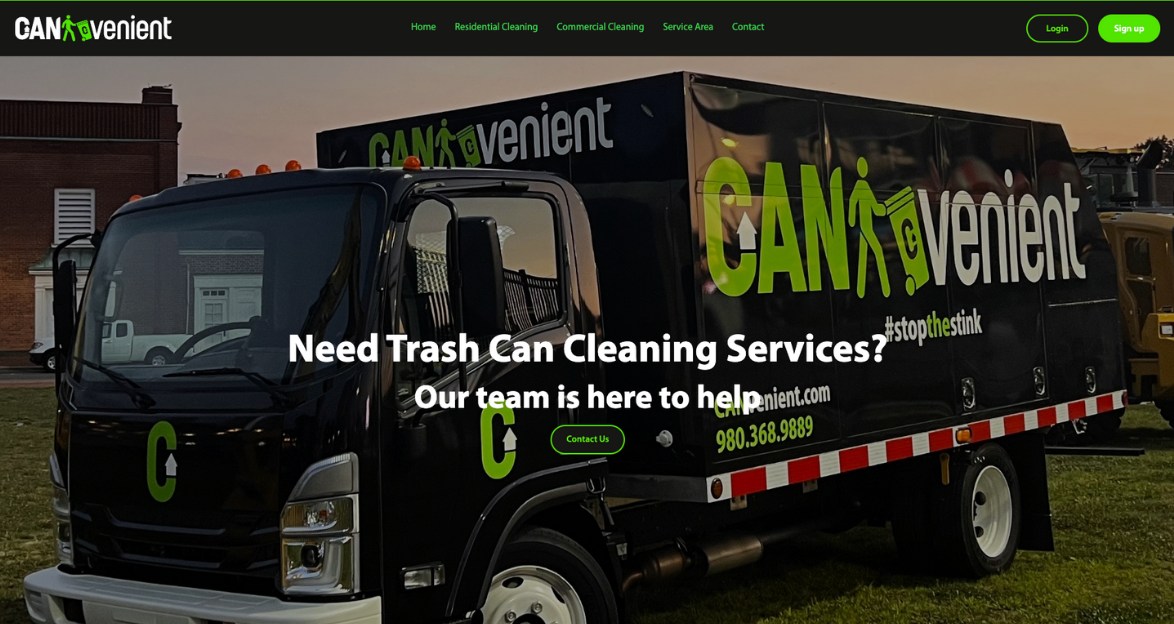 CANvenient
Home Residential Cleaning Commercial Cleaning Service Area Contact
Login Sign up
CANvenient
C
CANvenient
C
#stopthestink
Need Trash Can Cleaning Services?
Our team is here to help
CANvenient.com
980.368.9889
Contact Us
C
C